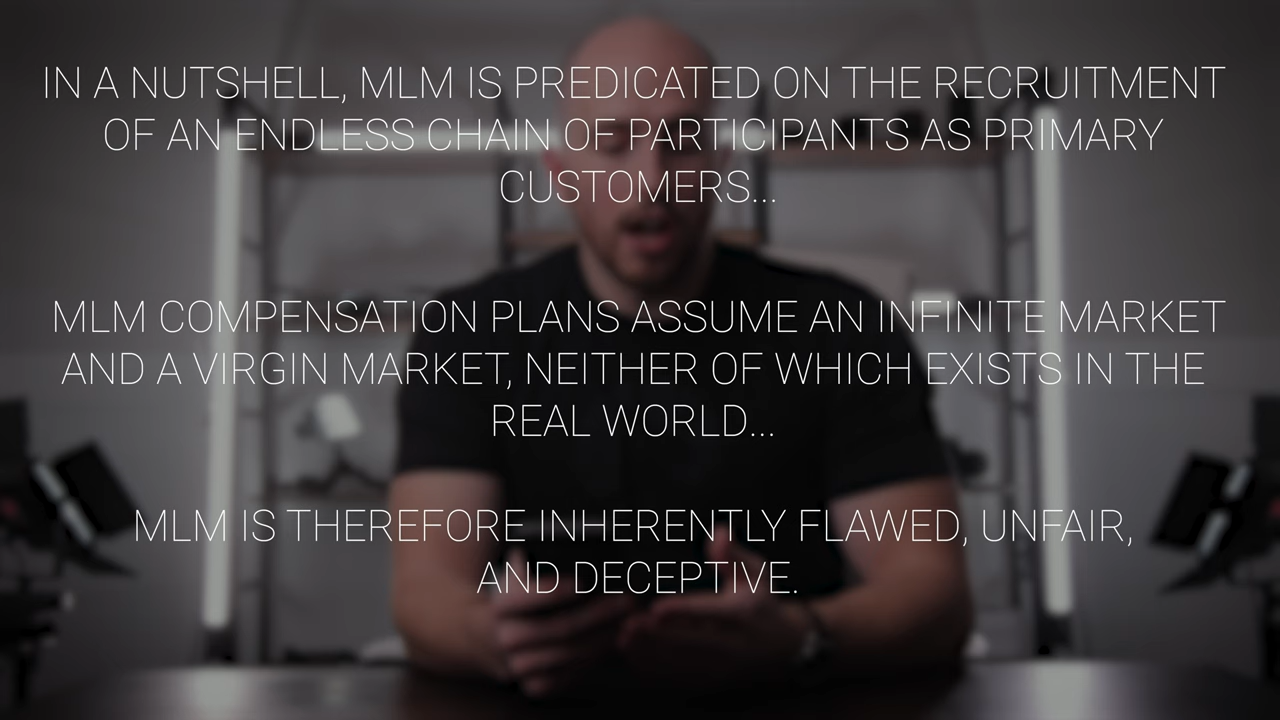 IN A NUTSHELL, MLM IS PREDICATED ON THE RECRUITMENT
OF AN ENDLESS CHAIN OF PARTICIPANTS AS PRIMARY
CUSTOMERS...
MLM COMPENSATION PLANS ASSUME AN INFINITE MARKET
AND A VIRGIN MARKET, NEITHER OF WHICH EXISTS IN THE
REAL WORLD...
MLM IS THEREFORE INHERENTLY FLAWED, UNFAIR,
AND DECEPTIVE.